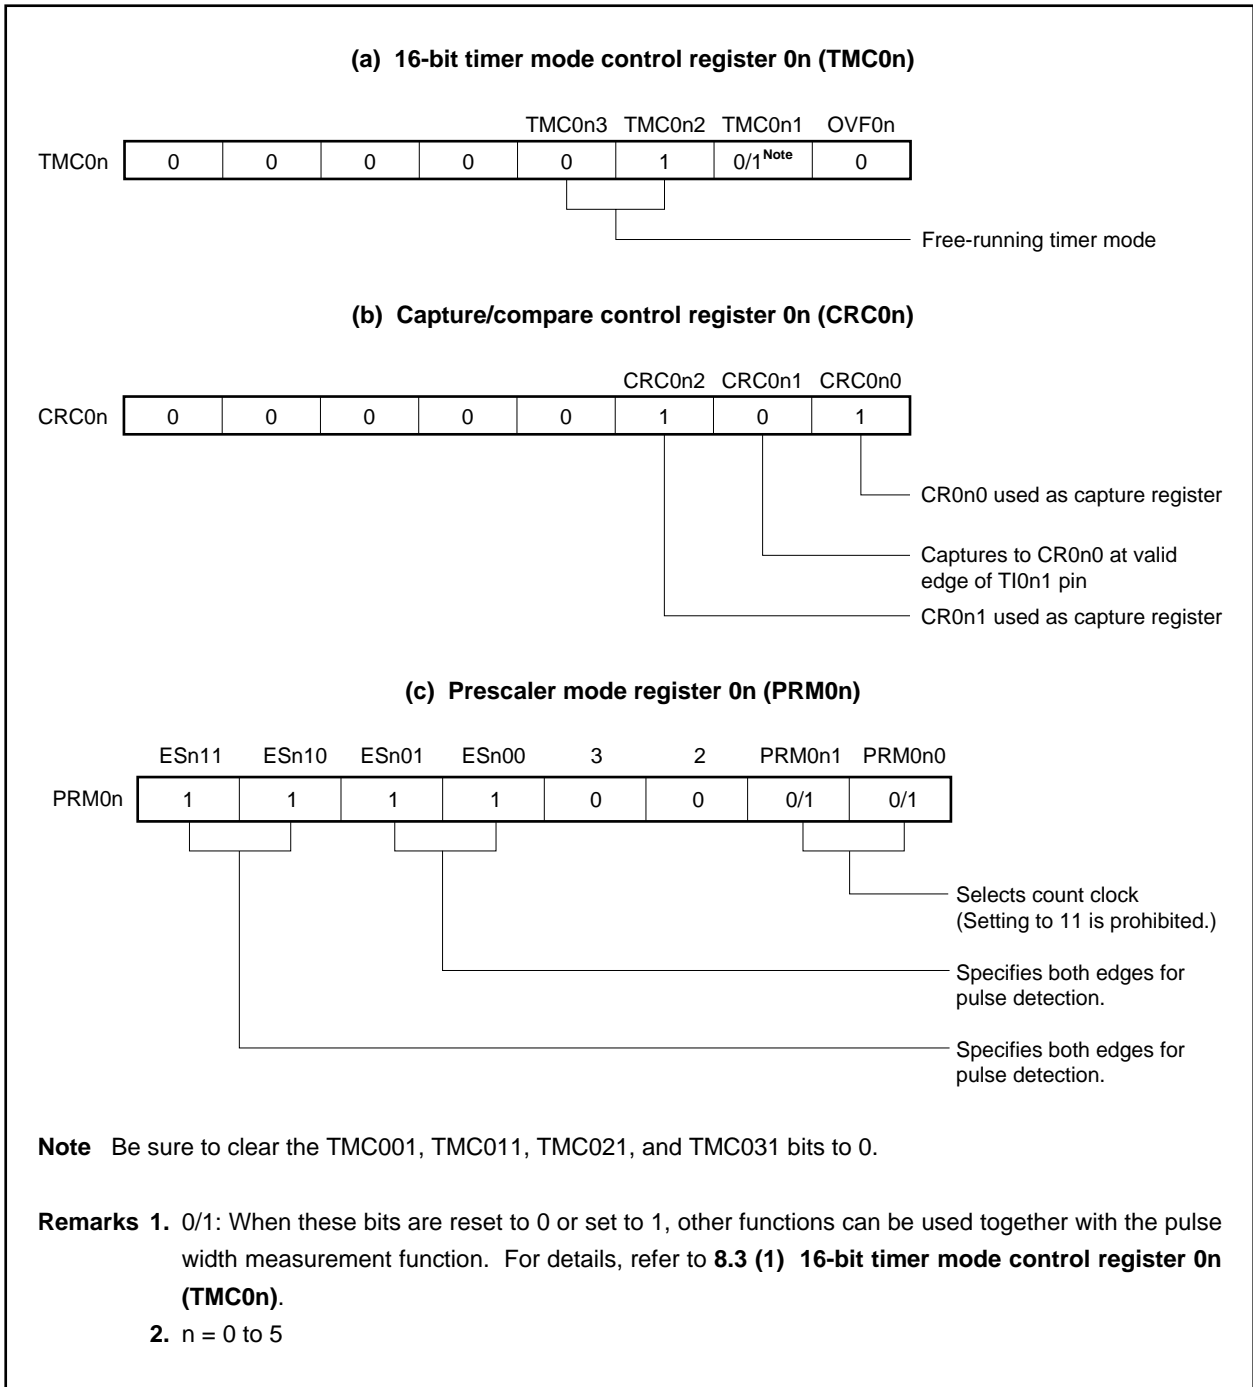 (a) 16-bit timer mode control register 0n (TMC0n)
TMC0n3 TMC0n2 TMC0n1 OVF0n
TMC0n 0 0 0 0 0 1 0/1Note 0
Free-running timer mode
(b) Capture/compare control register 0n (CRC0n)
CRC0n2 CRC0n1 CRC0n0
CRC0n 0 0 0 0 0 1 0 1
CR0n0 used as capture register
Captures to CR0n0 at valid
edge of TI0n1 pin
CR0n1 used as capture register
(c) Prescaler mode register 0n (PRM0n)
ESn11 ESn10 ESn01 ESn00 3 2 PRM0n1 PRM0n0
PRM0n 1 1 1 1 0 0 0/1 0/1
Selects count clock
(Setting to 11 is prohibited.)
Specifies both edges for
pulse detection.
Specifies both edges for
pulse detection.
Note Be sure to clear the TMC001, TMC011, TMC021, and TMC031 bits to 0.
Remarks 1. 0/1: When these bits are reset to 0 or set to 1, other functions can be used together with the pulse
width measurement function. For details, refer to 8.3 (1) 16-bit timer mode control register 0n
(TMC0n).
2. n = 0 to 5